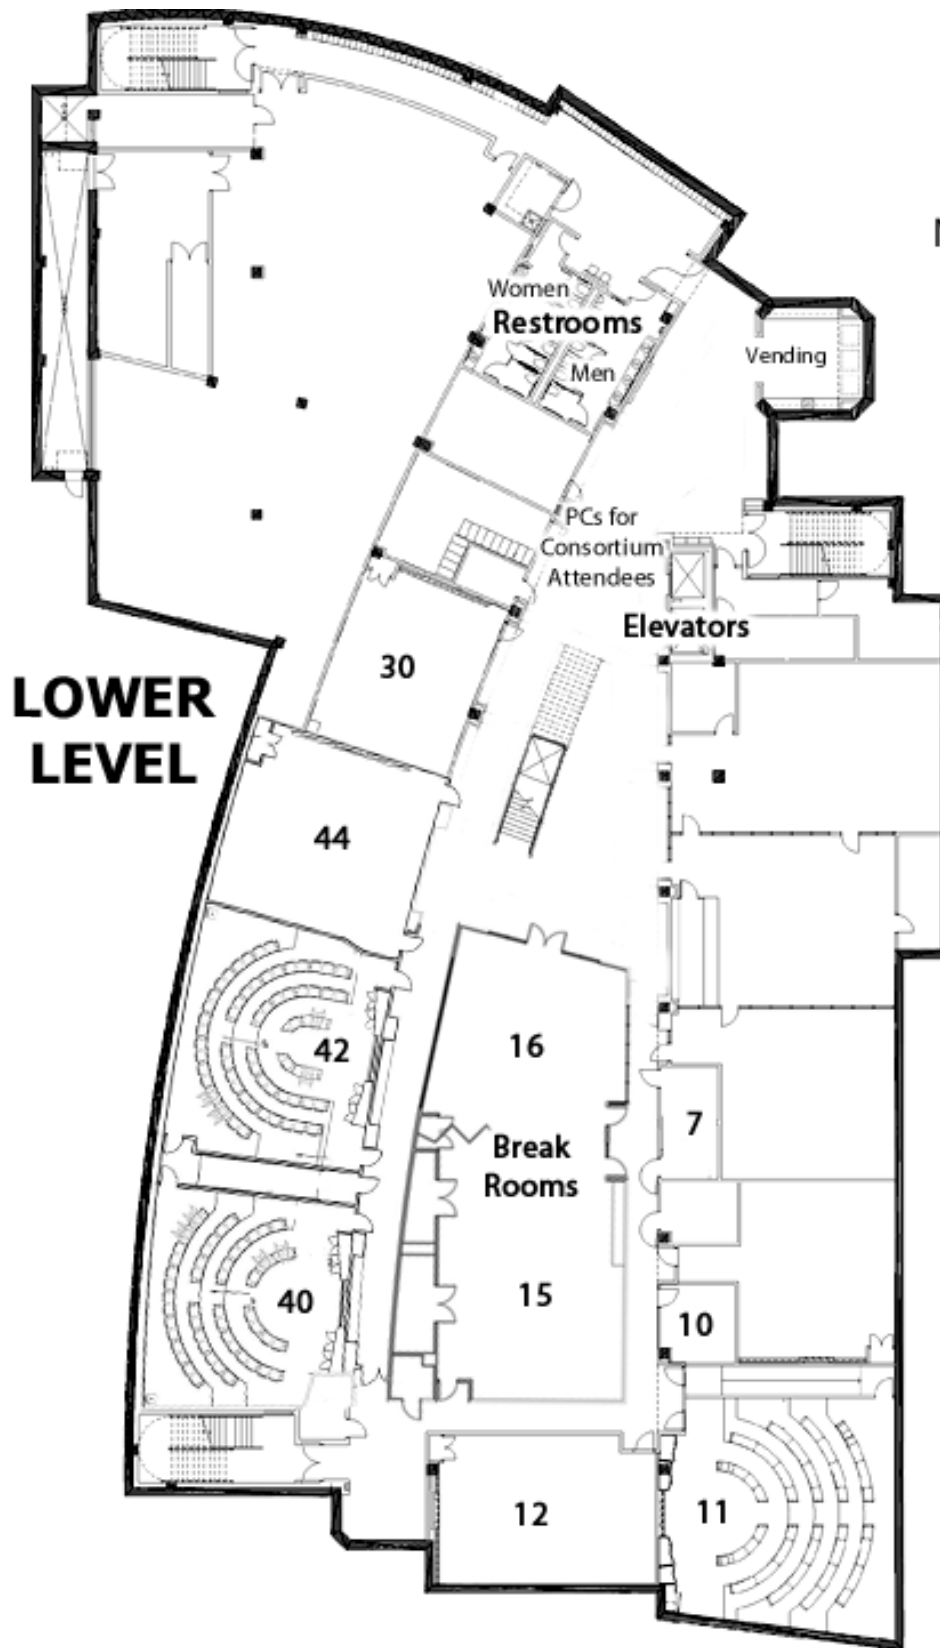 Women
Restrooms
Men
Vending
PCs for
Consortium
Attendees
Elevators
30
LOWER
LEVEL
44
42
16
7
Break
Rooms
40
15
10
12
11